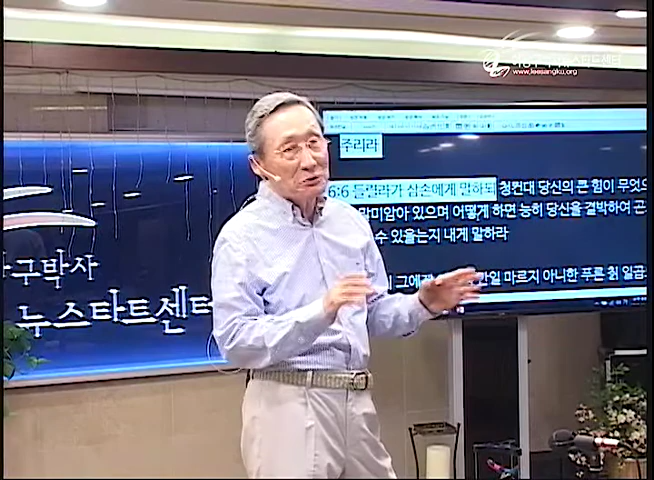 www.leesangku.org
주리라
6:6 들릴라가 삼손에게 말하되 청컨대 당신의 큰 힘이 무엇으
말미암아 있으며 어떻게 하면 능히 당신을 결박하여 곤
수 있을는지 내게 말하라
그에게
만일 마르지 아니한 푸른 칡 일곱
구박사
뉴스타트센터